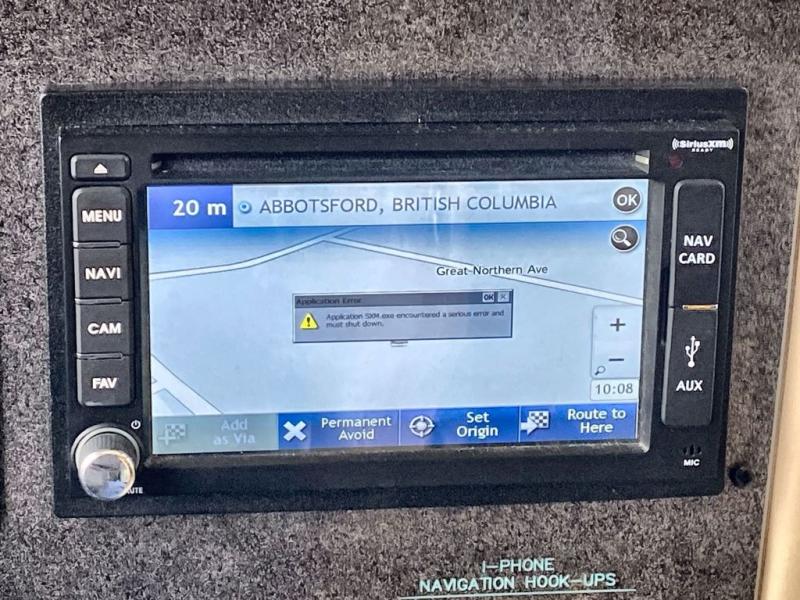 ((SiriusXM))
READY
MENU
NAVI
CAM
FAV
20 m
ABBOTSFORD, BRITISH COLUMBIA
OK
Great Northern Ave
Application Error
OK
Application SXM.exe encountered a serious error and
must shut down.
+
−
10:08
Add
as Via
Permanent
Avoid
Set
Origin
Route to
Here
NAV
CARD
AUX
MIC
I-PHONE
NAVIGATION HOOK-UPS